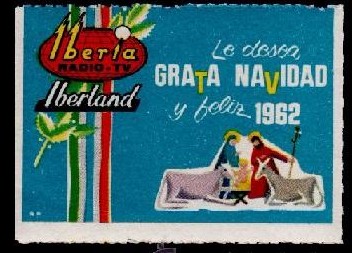 Iberia
RADIO-TV
Iberland
Le desea
GRATA NAVIDAD
y feliz 1962